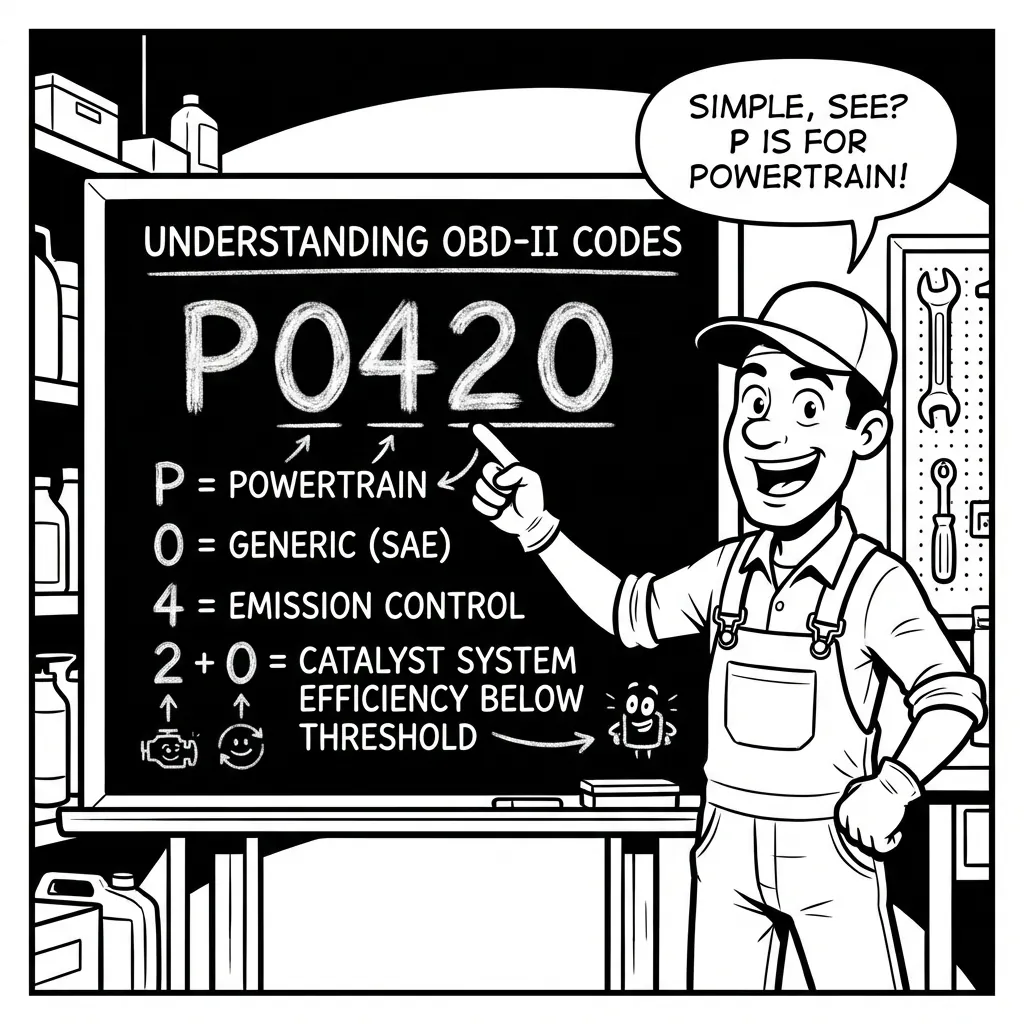 SIMPLE, SEE?
P IS FOR
POWERTRAIN!
UNDERSTANDING OBD-II CODES
P0420
P = POWERTRAIN
0 = GENERIC (SAE)
4 = EMISSION CONTROL
2 + 0 = CATALYST SYSTEM
EFFICIENCY BELOW
THRESHOLD